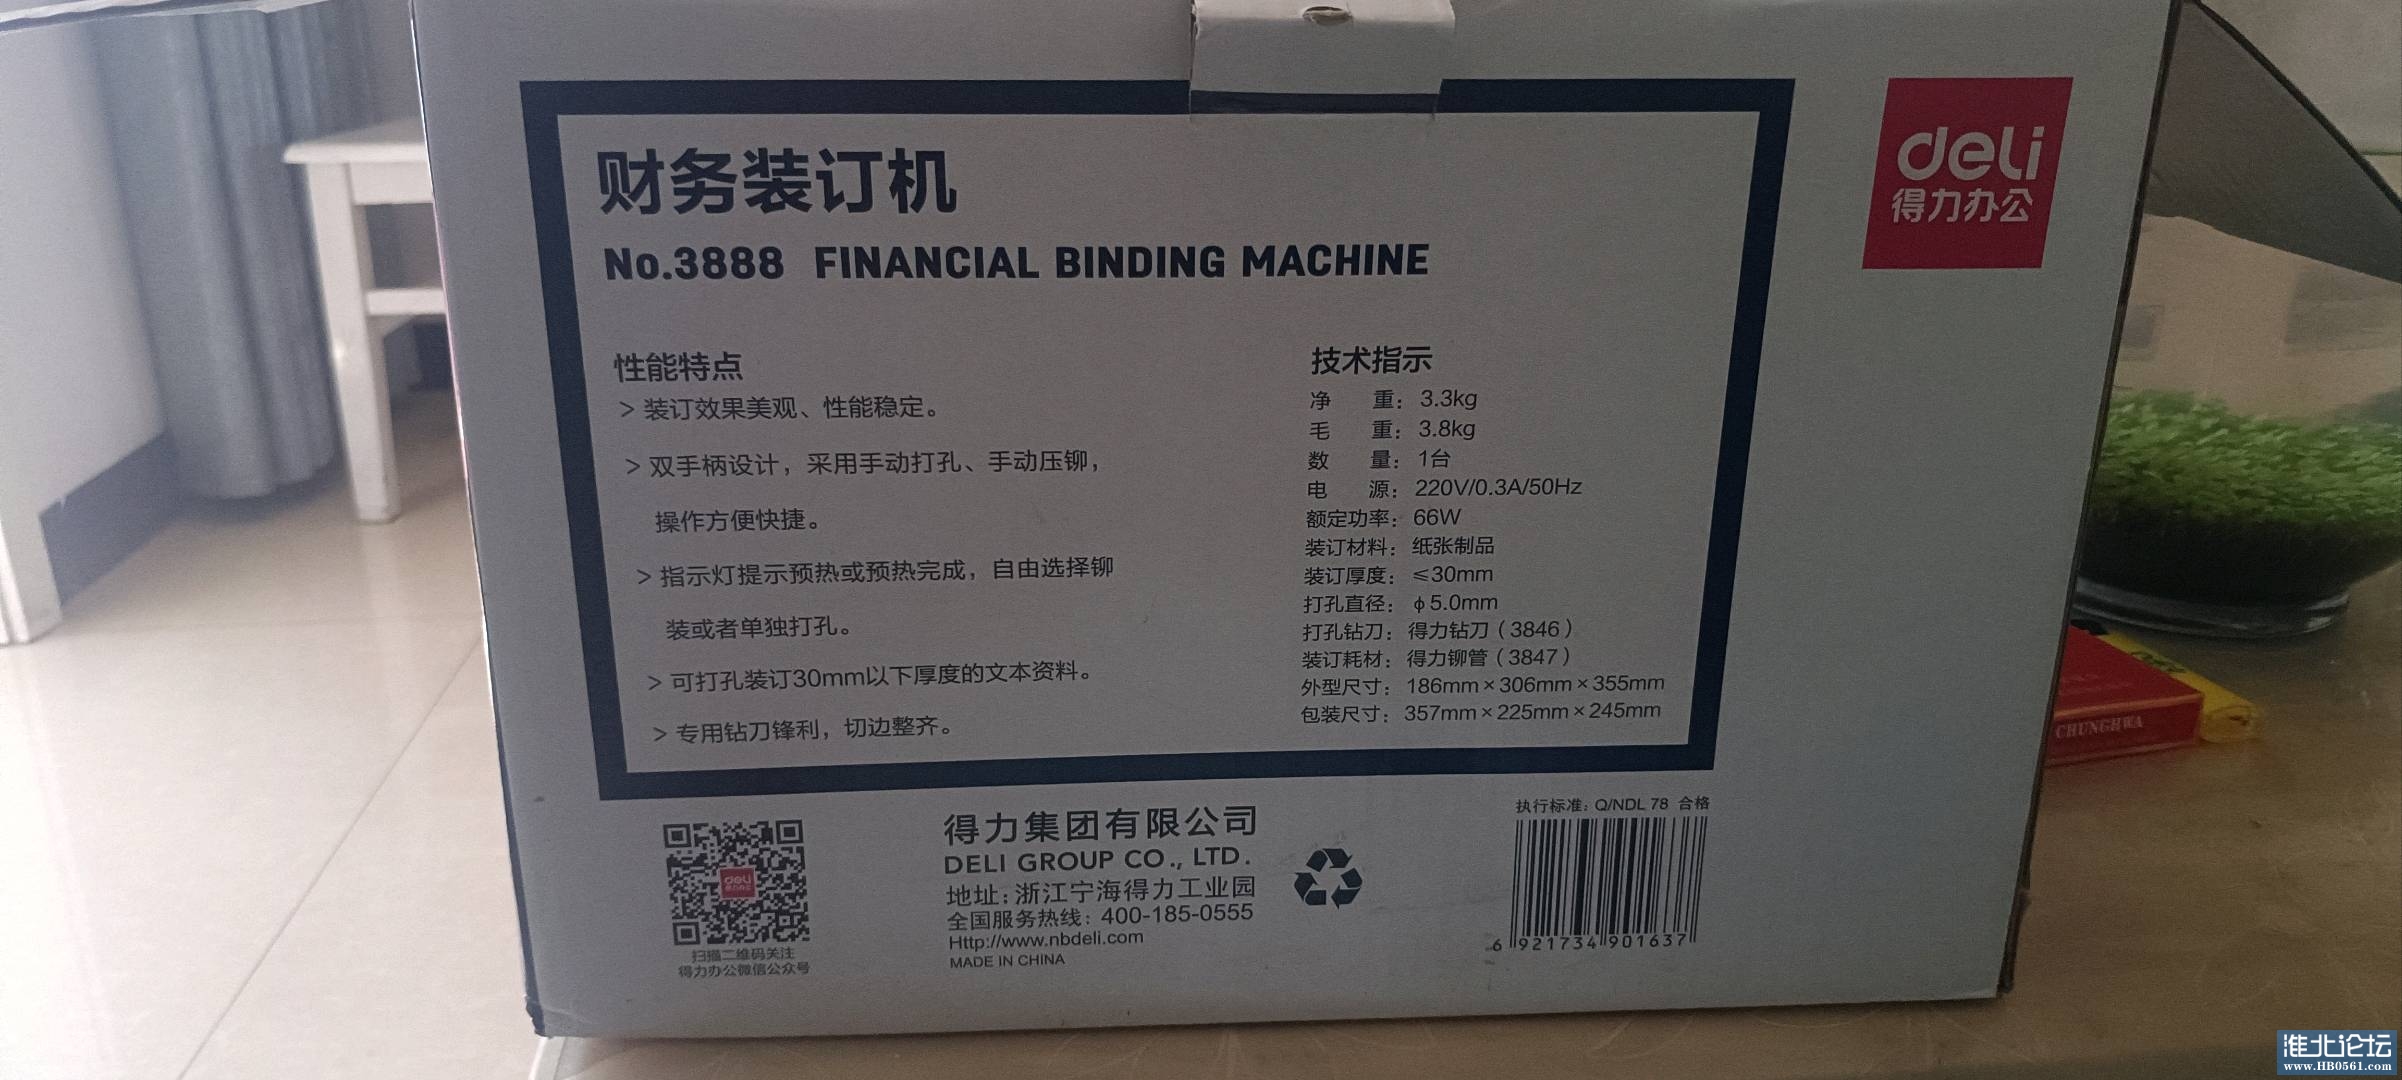 财务装订机
No.3888 FINANCIAL BINDING MACHINE
deli
得力办公
性能特点
> 装订效果美观、性能稳定。
> 双手柄设计，采用手动打孔、手动压铆，
操作方便快捷。
> 指示灯提示预热或预热完成，自由选择铆
装或者单独打孔。
> 可打孔装订30mm以下厚度的文本资料。
> 专用钻刀锋利，切边整齐。
技术指示
净 重：3.3kg
毛 重：3.8kg
数 量：1台
电 源：220V/0.3A/50Hz
额定功率：66W
装订材料：纸张制品
装订厚度：≤30mm
打孔直径：ϕ5.0mm
打孔钻刀：得力钻刀（3846）
装订耗材：得力铆管（3847）
外型尺寸：186mm×306mm×355mm
包装尺寸：357mm×225mm×245mm
deli
扫描二维码关注
得力办公微信公众号
得力集团有限公司
DELI GROUP CO., LTD.
地址：浙江宁海得力工业园
全国服务热线：400-185-0555
Http://www.nbdeli.com
MADE IN CHINA
执行标准：Q/NDL 78 合格
6 921734 901637
CHUNGHWA
淮北论坛
www.HB0561.com